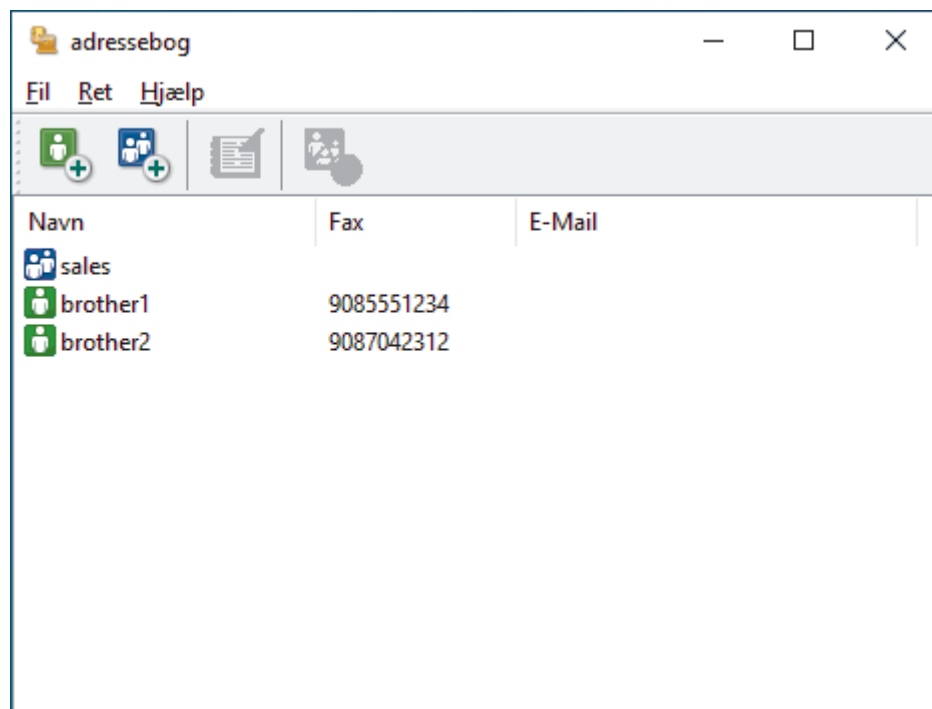 adressebog
Fil Ret Hjælp
Navn Fax E-Mail
sales
brother1 9085551234
brother2 9087042312